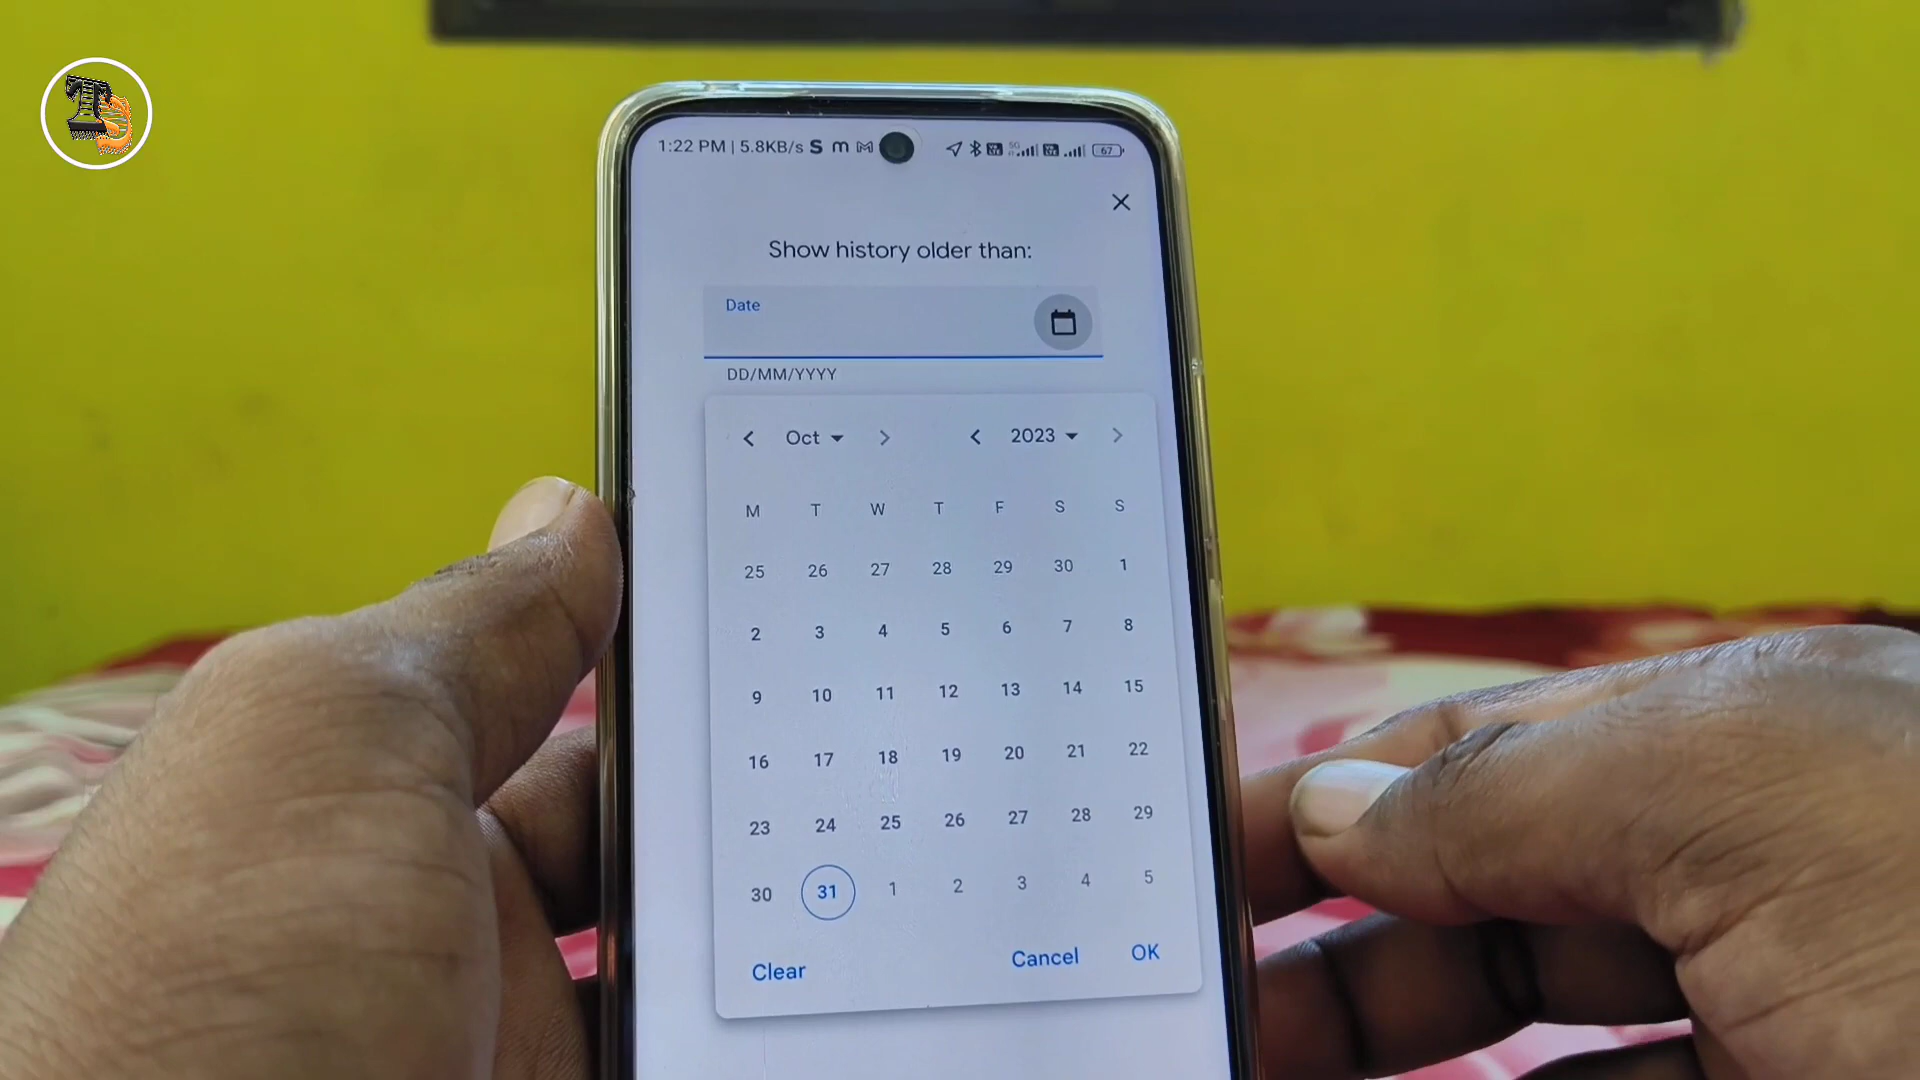 1:22 PM | 5.8KB/s S m M
67
Show history older than:
Date
DD/MM/YYYY
Oct 2023
M T W T F S S
25 26 27 28 29 30 1
2 3 4 5 6 7 8
9 10 11 12 13 14 15
16 17 18 19 20 21 22
23 24 25 26 27 28 29
30 31 1 2 3 4 5
Clear Cancel OK